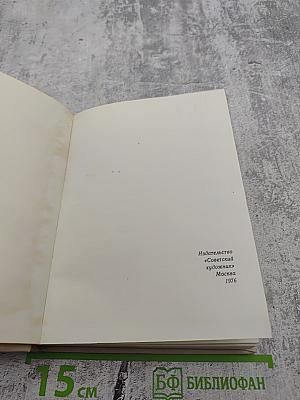 Издательство
«Советский
художник»
Москва
1976
15 см
БФ БИБЛИОФАН